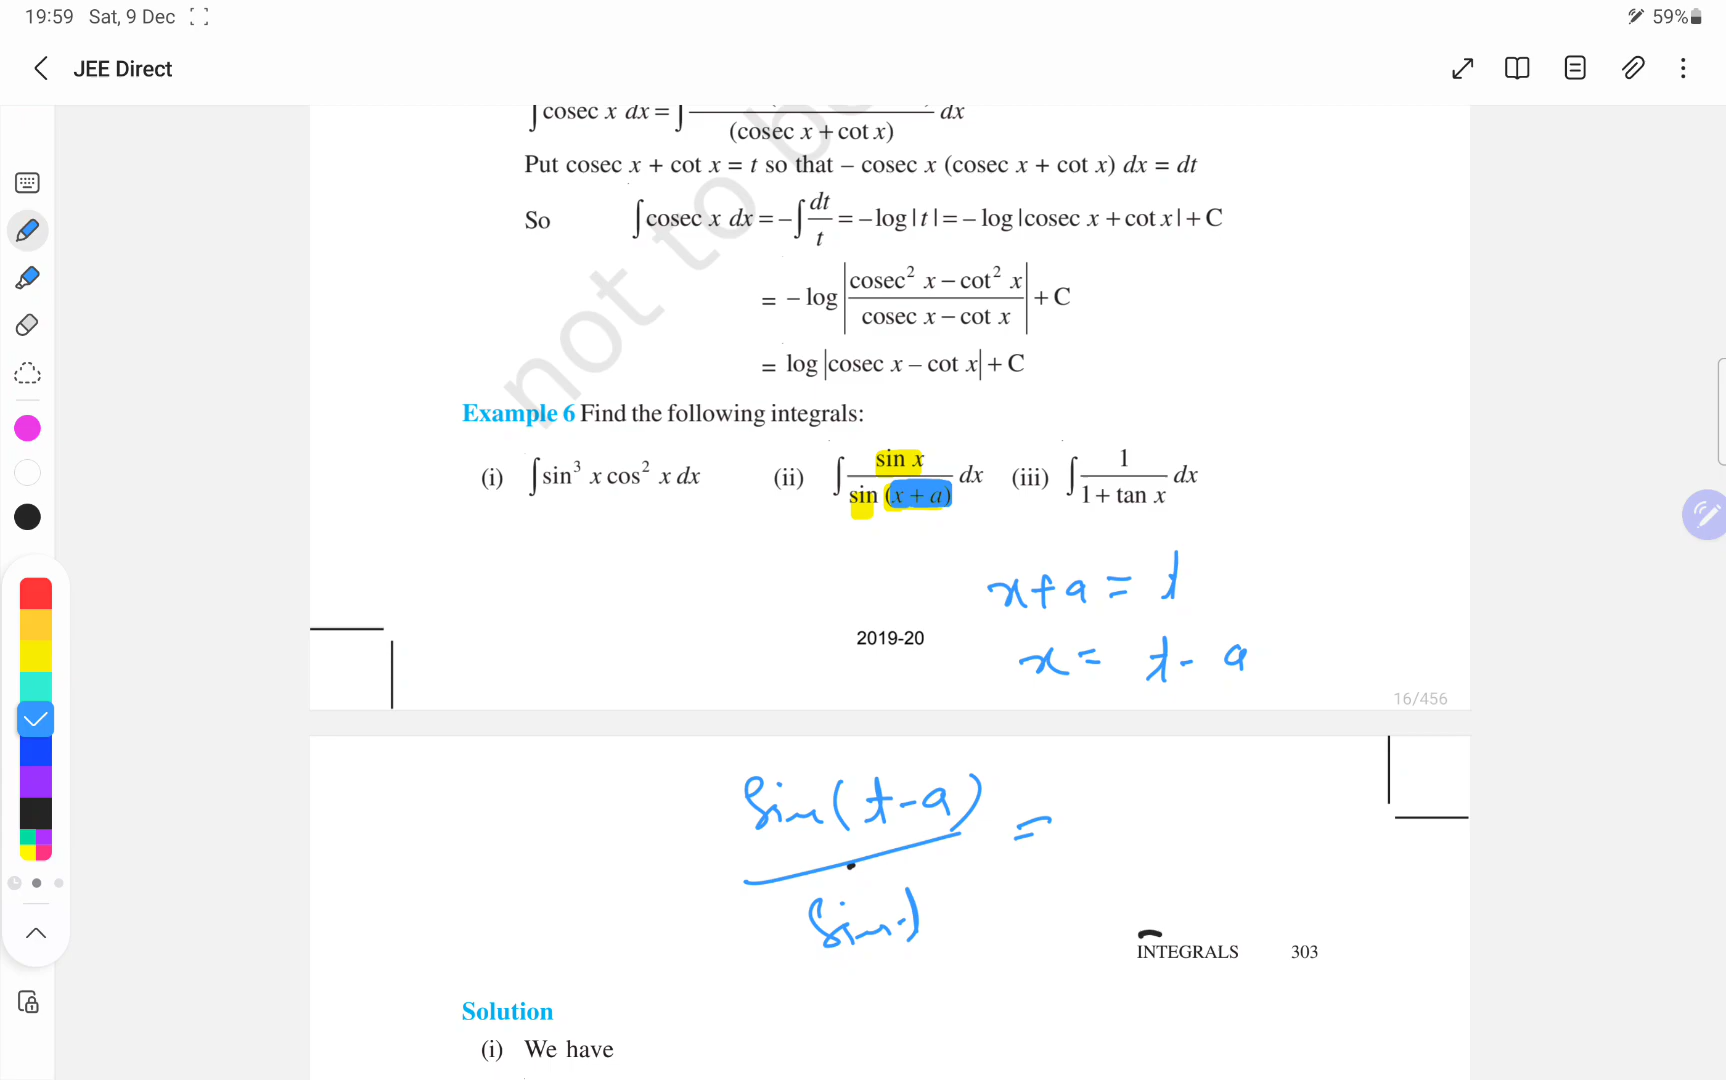 19:59 Sat, 9 Dec 59%
JEE Direct
∫cosec x dx = ∫ dx
(cosec x + cot x)
Put cosec x + cot x = t so that – cosec x (cosec x + cot x) dx = dt
So ∫cosec x dx = –∫dt/t = –log|t| = – log|cosec x + cot x| + C
= – log |cosec² x – cot² x / cosec x – cot x| + C
= log |cosec x – cot x| + C
not to b
Example 6 Find the following integrals:
(i) ∫sin³ x cos² x dx (ii) ∫ sin x / sin (x + a) dx (iii) ∫ 1 / 1 + tan x dx
x+a = t
2019-20
x = t - a
16/456
sin(t-a) =
sin t
INTEGRALS 303
Solution
(i) We have